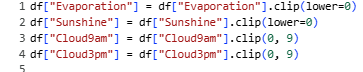 1 df["Evaporation"] = df["Evaporation"].clip(lower=0)
2 df["Sunshine"] = df["Sunshine"].clip(lower=0)
3 df["Cloud9am"] = df["Cloud9am"].clip(0, 9)
4 df["Cloud3pm"] = df["Cloud3pm"].clip(0, 9)
5